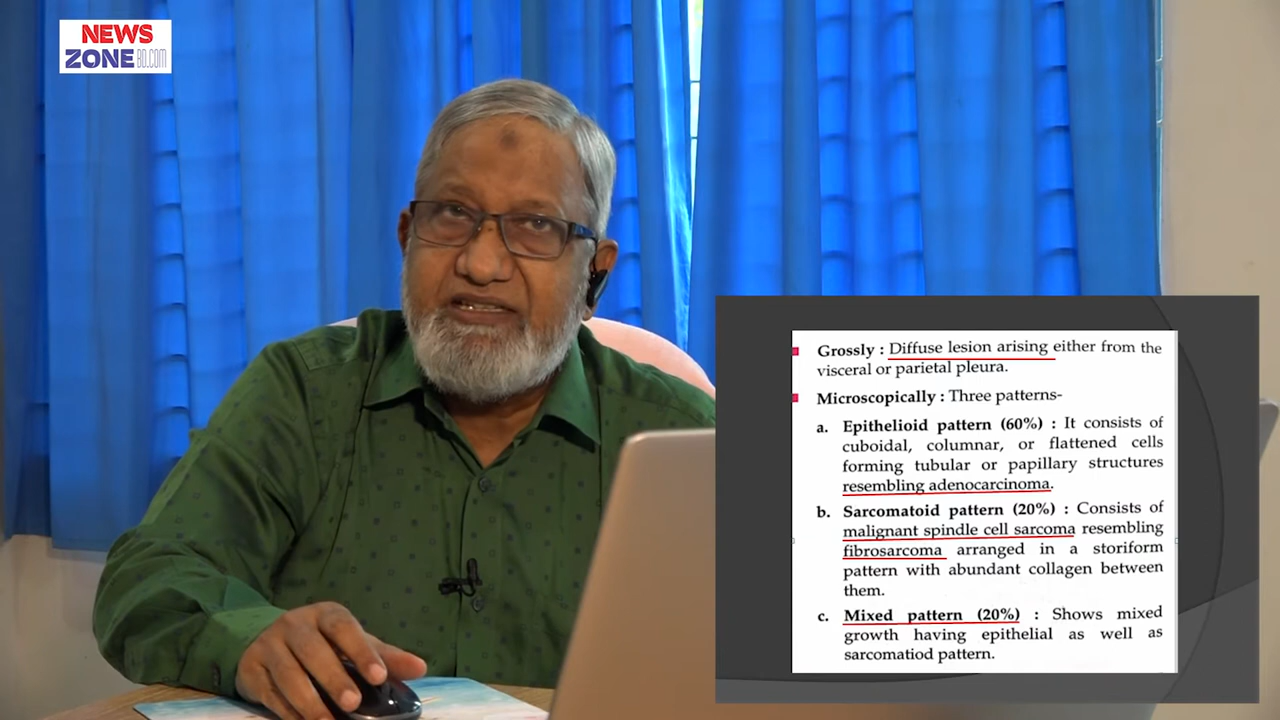 NEWS
ZONE BD.COM
Grossly : Diffuse lesion arising either from the
visceral or parietal pleura.
Microscopically : Three patterns-
a. Epithelioid pattern (60%) : It consists of
cuboidal, columnar, or flattened cells
forming tubular or papillary structures
resembling adenocarcinoma.
b. Sarcomatoid pattern (20%) : Consists of
malignant spindle cell sarcoma resembling
fibrosarcoma arranged in a storiform
pattern with abundant collagen between
them.
c. Mixed pattern (20%) : Shows mixed
growth having epithelial as well as
sarcomatiod pattern.